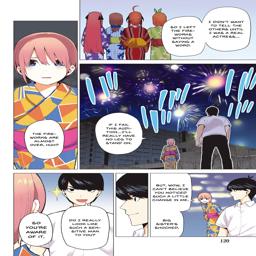 I DIDN'T WANT
TO TELL THE
OTHERS UNTIL
I WAS A REAL
ACTRESS...
SO I LEFT
THE FIRE-
WORKS
WITHOUT
SAYING A
WORD.
THE FIRE-
WORKS ARE
ALMOST
OVER, HUH?
IF I FAIL
THIS AUDI-
TION, I'LL
REALLY HAVE
NO LEG TO
STAND ON.
BUT, WOW, I
CAN'T BELIEVE
YOU NOTICED
SUCH A LITTLE
CHANGE IN ME.
BIG
SISTER'S
SHOCKED.
DO I REALLY
LOOK LIKE
SUCH A SEN-
SITIVE MAN
TO YOU?
SO
YOU'RE
AWARE
OF IT.
120